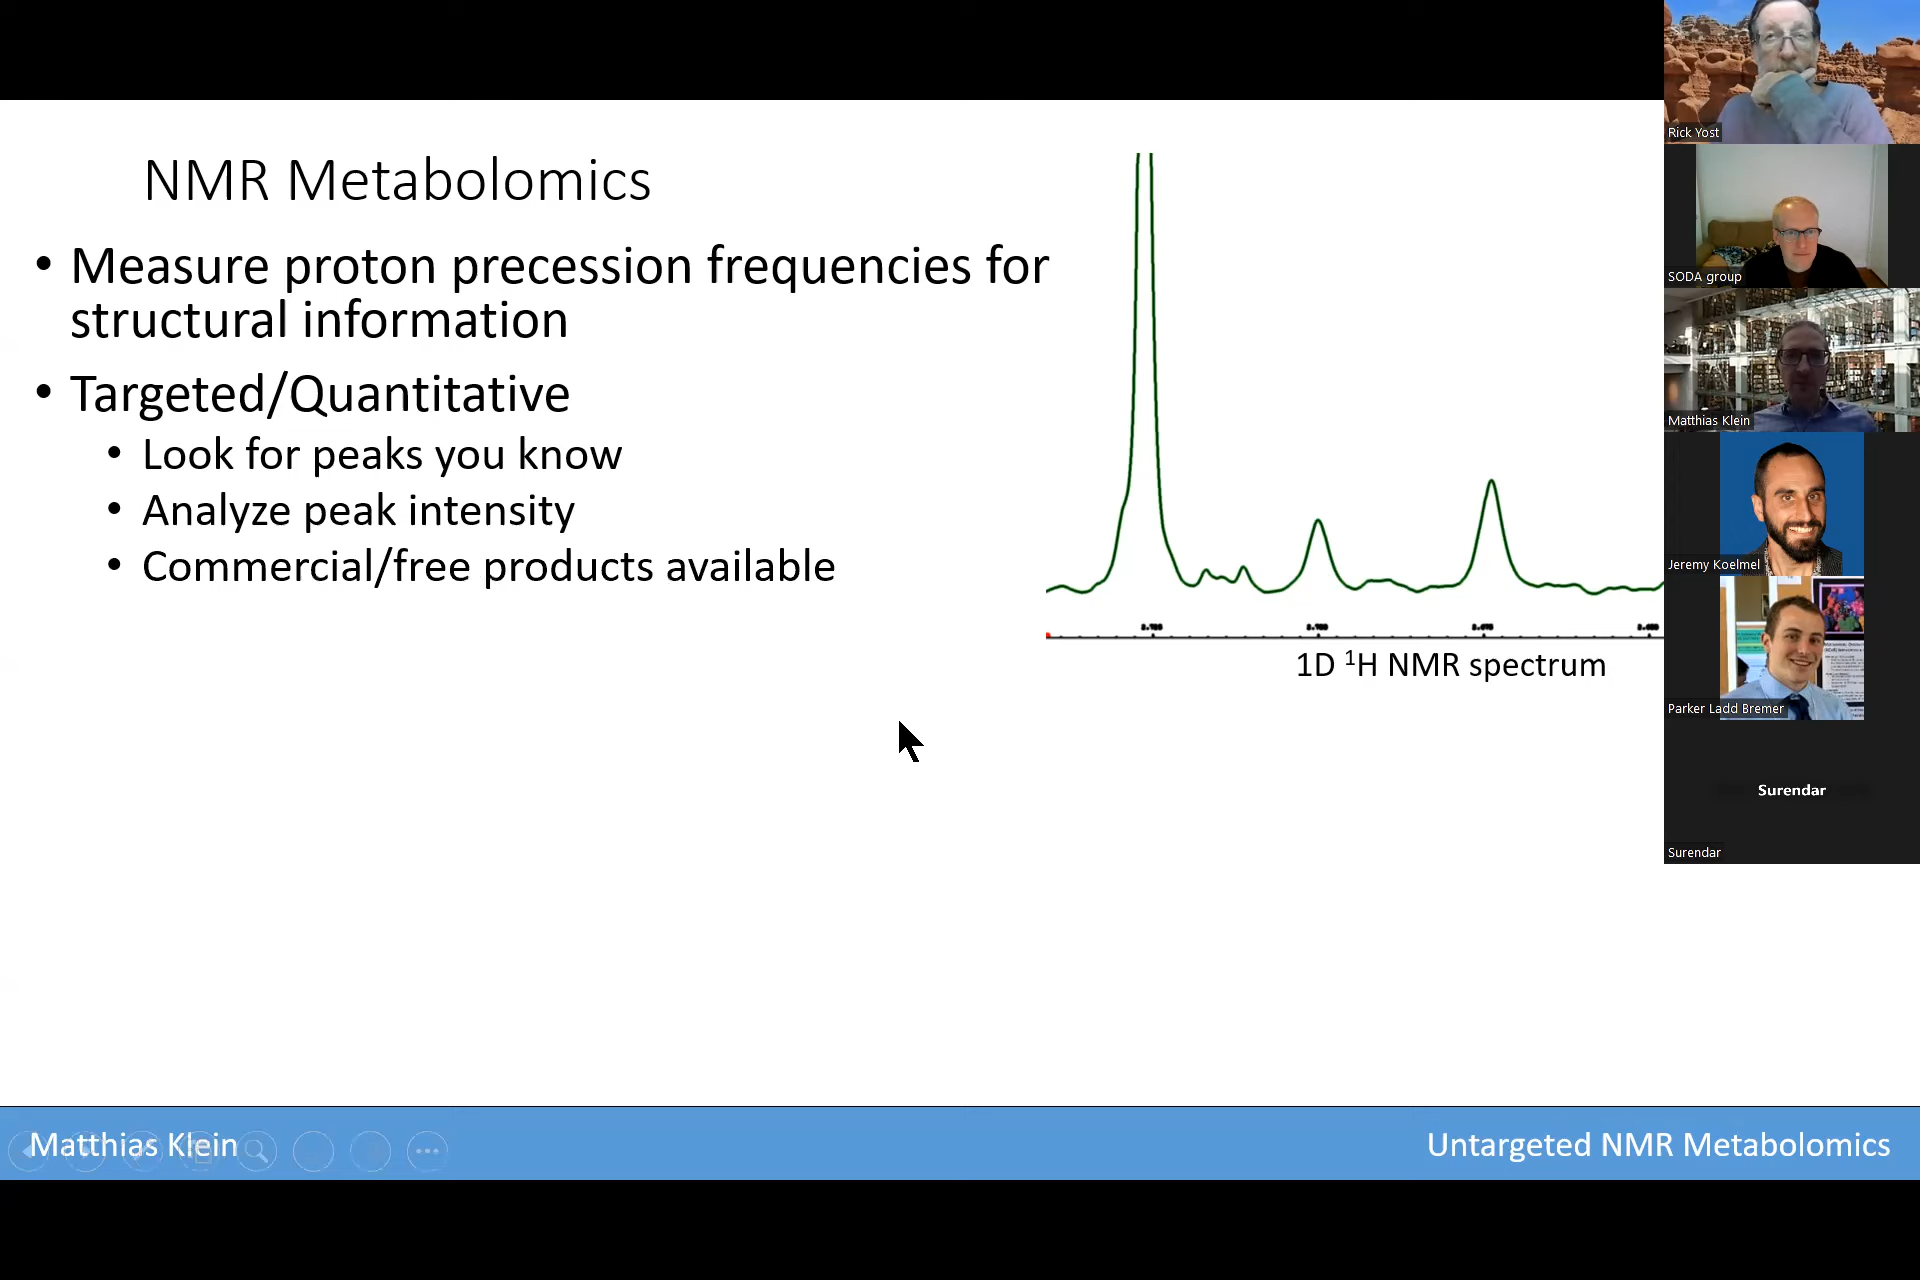 NMR Metabolomics
• Measure proton precession frequencies for
structural information
• Targeted/Quantitative
• Look for peaks you know
• Analyze peak intensity
• Commercial/free products available
1D ¹H NMR spectrum
Rick Yost
SODA group
Matthias Klein
Jeremy Koelmel
Parker Ladd Bremer
Surendar
Surendar
Matthias Klein
Untargeted NMR Metabolomics